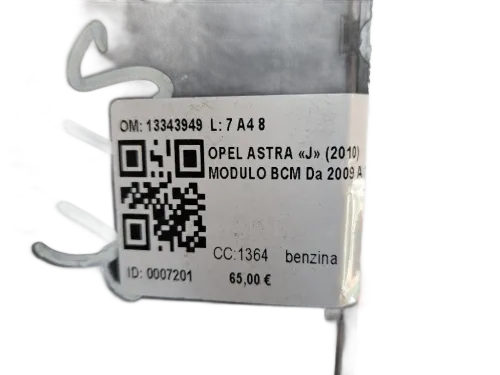 OM: 13343949 L: 7 A4 8
OPEL ASTRA «J» (2010)
MODULO BCM Da 2009 A
CC:1364 benzina
ID: 0007201 65,00 €